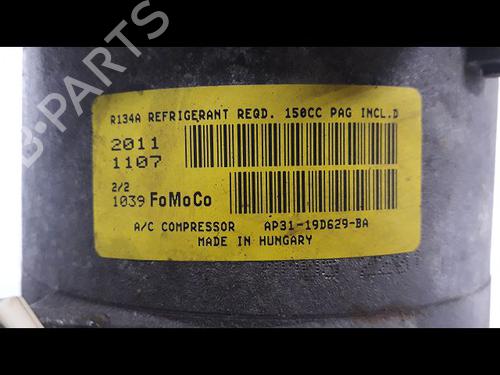 R134A REFRIGERANT REQD. 150CC PAG INCL.D
2011
1107
2/2
1039 FoMoCo
A/C COMPRESSOR AP31-19D629-BA
MADE IN HUNGARY
B-PARTS